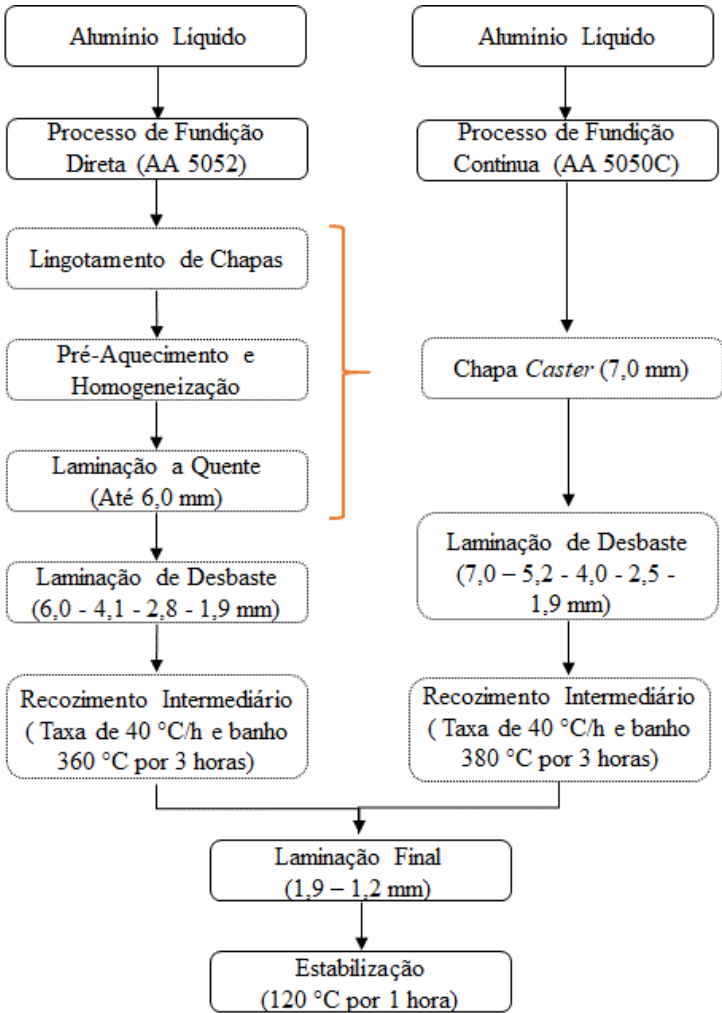 Alumínio Líquido
Processo de Fundição
Direta (AA 5052)
Lingotamento de Chapas
Pré-Aquecimento e
Homogeneização
Laminação a Quente
(Até 6,0 mm)
Laminação de Desbaste
(6,0 - 4,1 - 2,8 - 1,9 mm)
Recozimento Intermediário
( Taxa de 40 °C/h e banho
360 °C por 3 horas)
Alumínio Líquido
Processo de Fundição
Contínua (AA 5050C)
Chapa Caster (7,0 mm)
Laminação de Desbaste
(7,0 – 5,2 - 4,0 - 2,5 -
1,9 mm)
Recozimento Intermediário
( Taxa de 40 °C/h e banho
380 °C por 3 horas)
Laminação Final
(1,9 – 1,2 mm)
Estabilização
(120 °C por 1 hora)